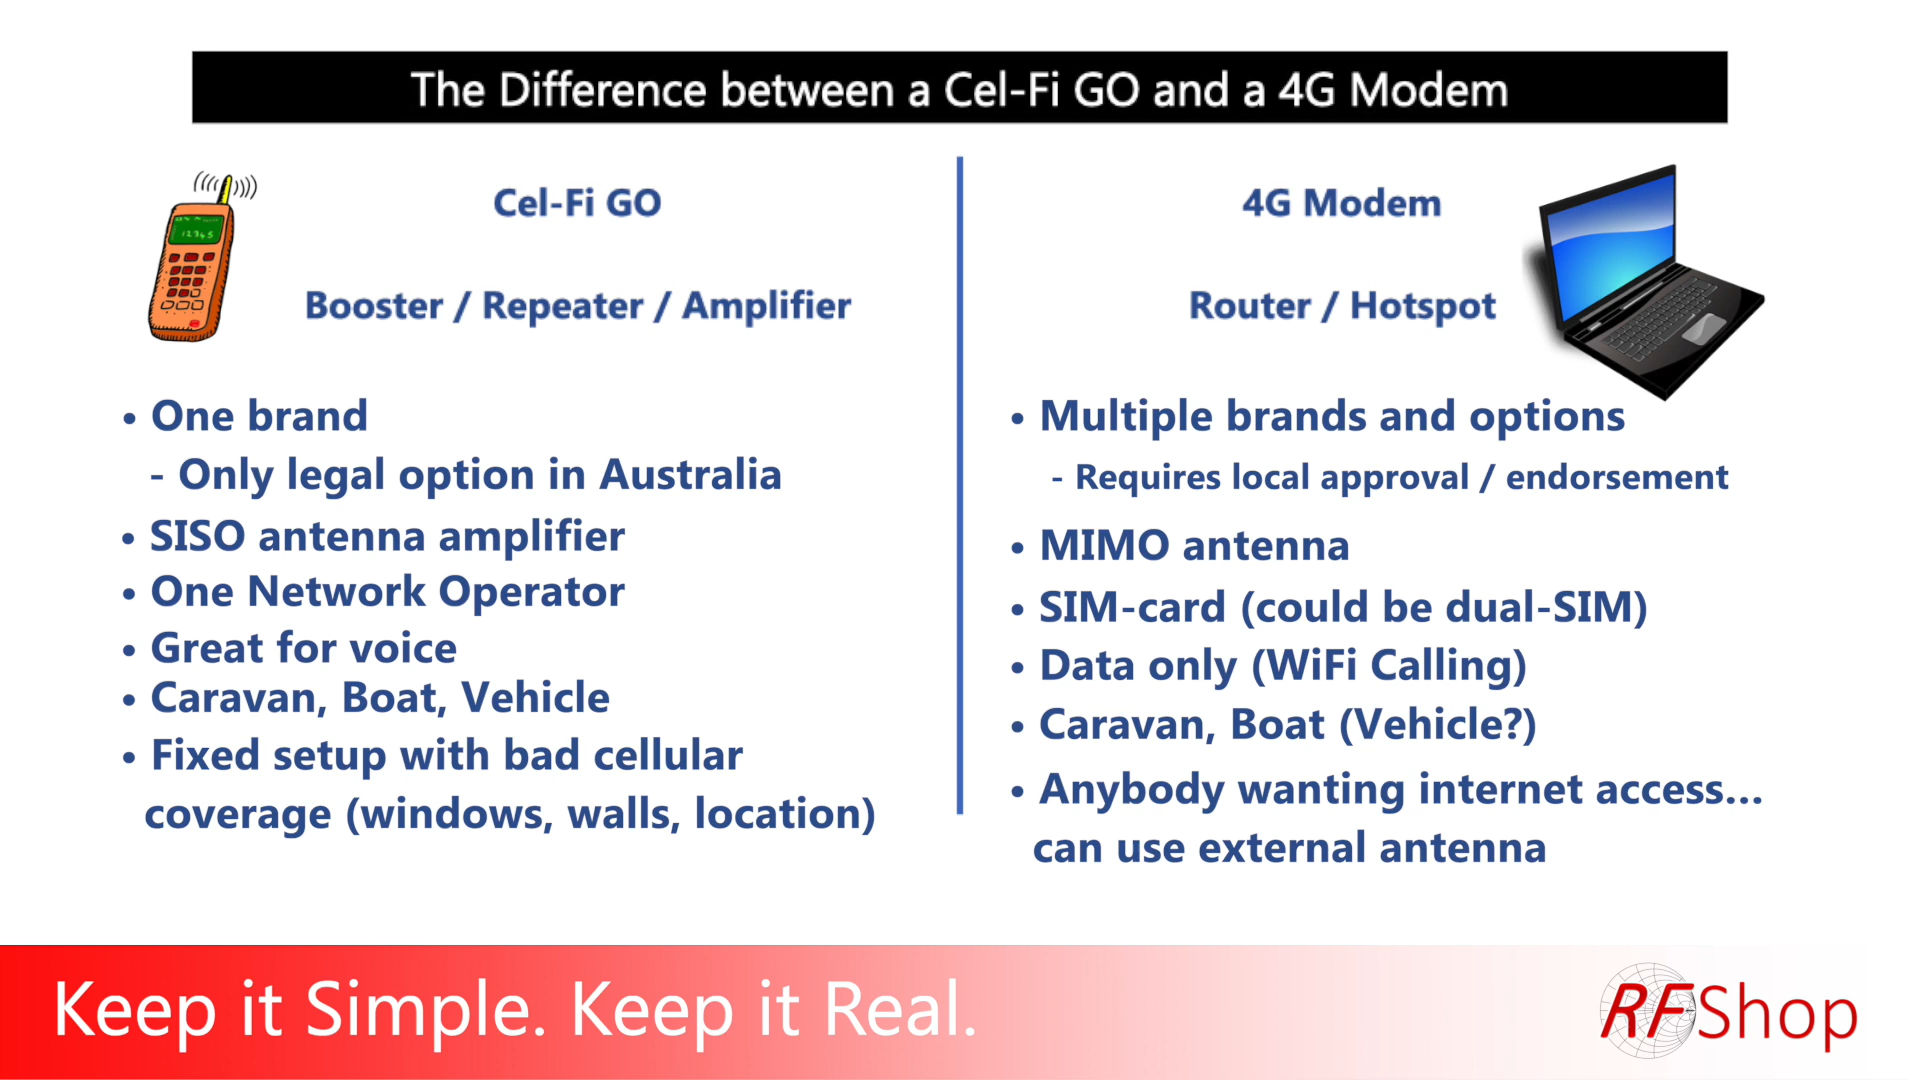 The Difference between a Cel-Fi GO and a 4G Modem
Cel-Fi GO
Booster / Repeater / Amplifier
12345
• One brand
- Only legal option in Australia
• SISO antenna amplifier
• One Network Operator
• Great for voice
• Caravan, Boat, Vehicle
• Fixed setup with bad cellular
coverage (windows, walls, location)
4G Modem
Router / Hotspot
• Multiple brands and options
- Requires local approval / endorsement
• MIMO antenna
• SIM-card (could be dual-SIM)
• Data only (WiFi Calling)
• Caravan, Boat (Vehicle?)
• Anybody wanting internet access...
can use external antenna
Keep it Simple. Keep it Real.
RFShop